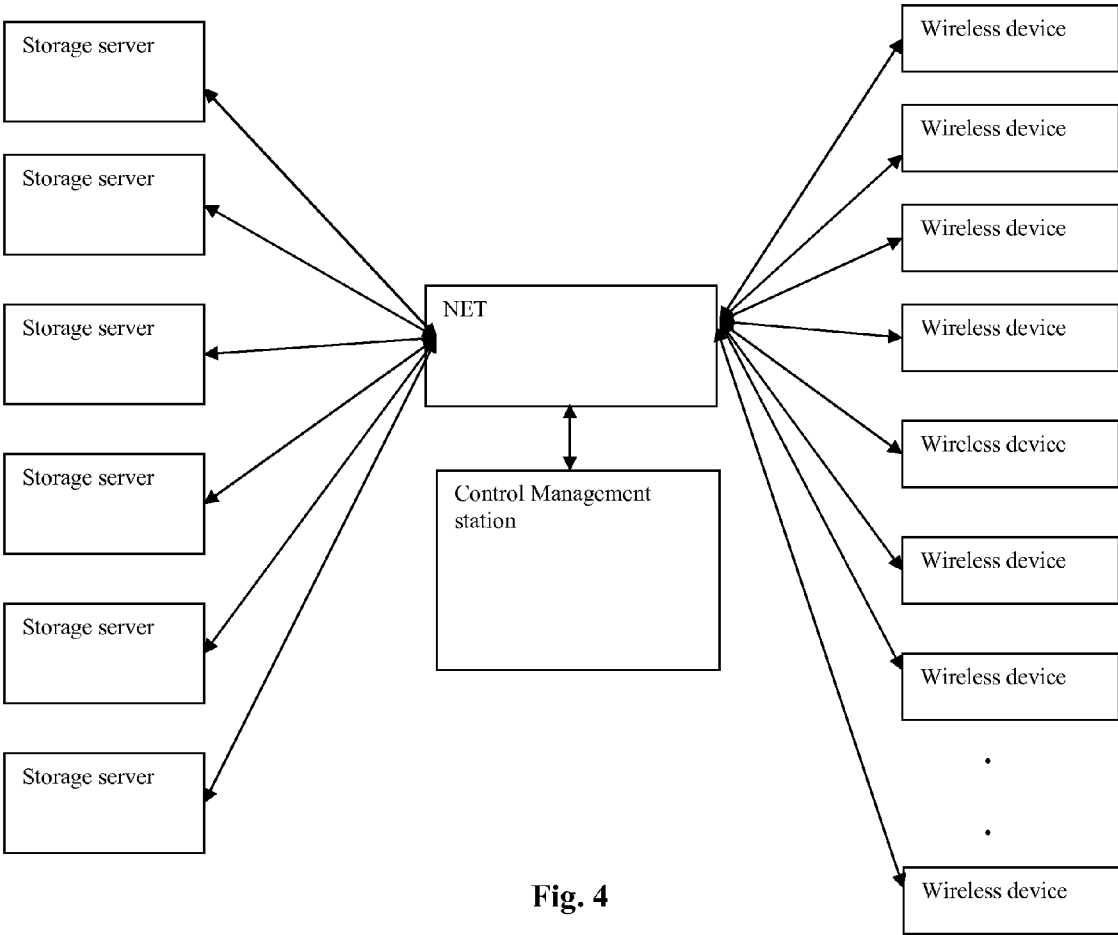 Storage server
Storage server
Storage server
Storage server
Storage server
Storage server
NET
Control Management
station
Wireless device
Wireless device
Wireless device
Wireless device
Wireless device
Wireless device
Wireless device
Wireless device
Fig. 4